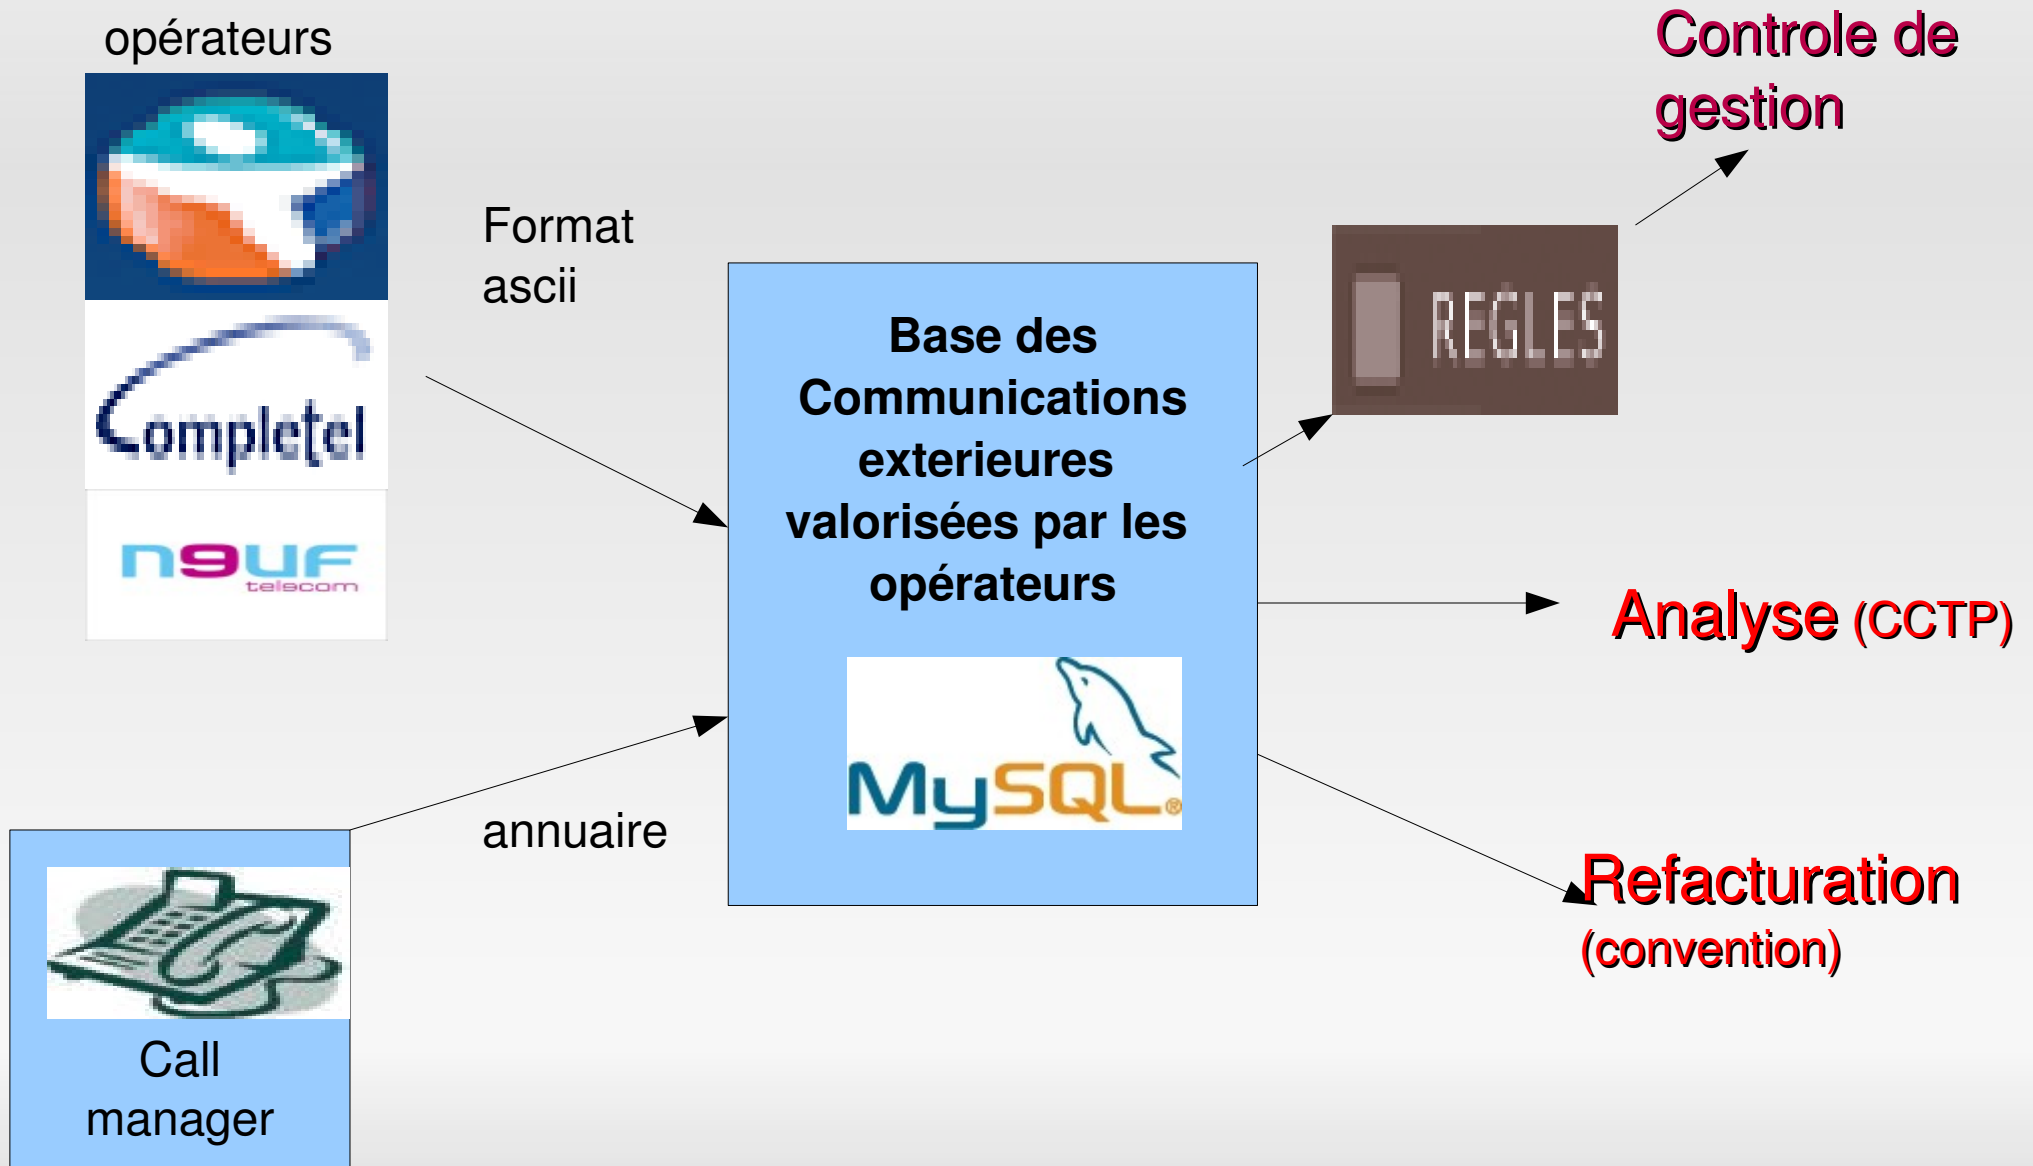 opérateurs
Completel
n9uf
telecom
Format
ascii
Base des
Communications
exterieures
valorisées par les
opérateurs
MySQL®
annuaire
Call
manager
REGLES
Controle de
gestion
Analyse (CCTP)
Refacturation
(convention)